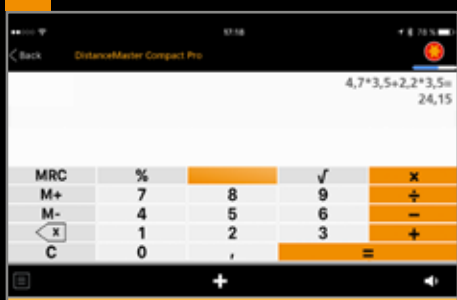 17:18
78 %
Back DistanceMaster Compact Pro
4,7*3,5+2,2*3,5=
24,15
MRC % √ ×
M+ 7 8 9 ÷
M- 4 5 6 −
x 1 2 3 +
C 0 , =
+